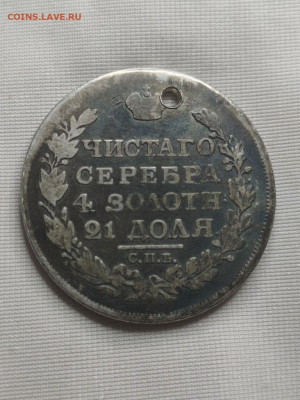 COINS.LAVE.RU
ЧИСТАГО
СЕРЕБРА
4 ЗОЛОТН
21 ДОЛЯ
С.П.Б.